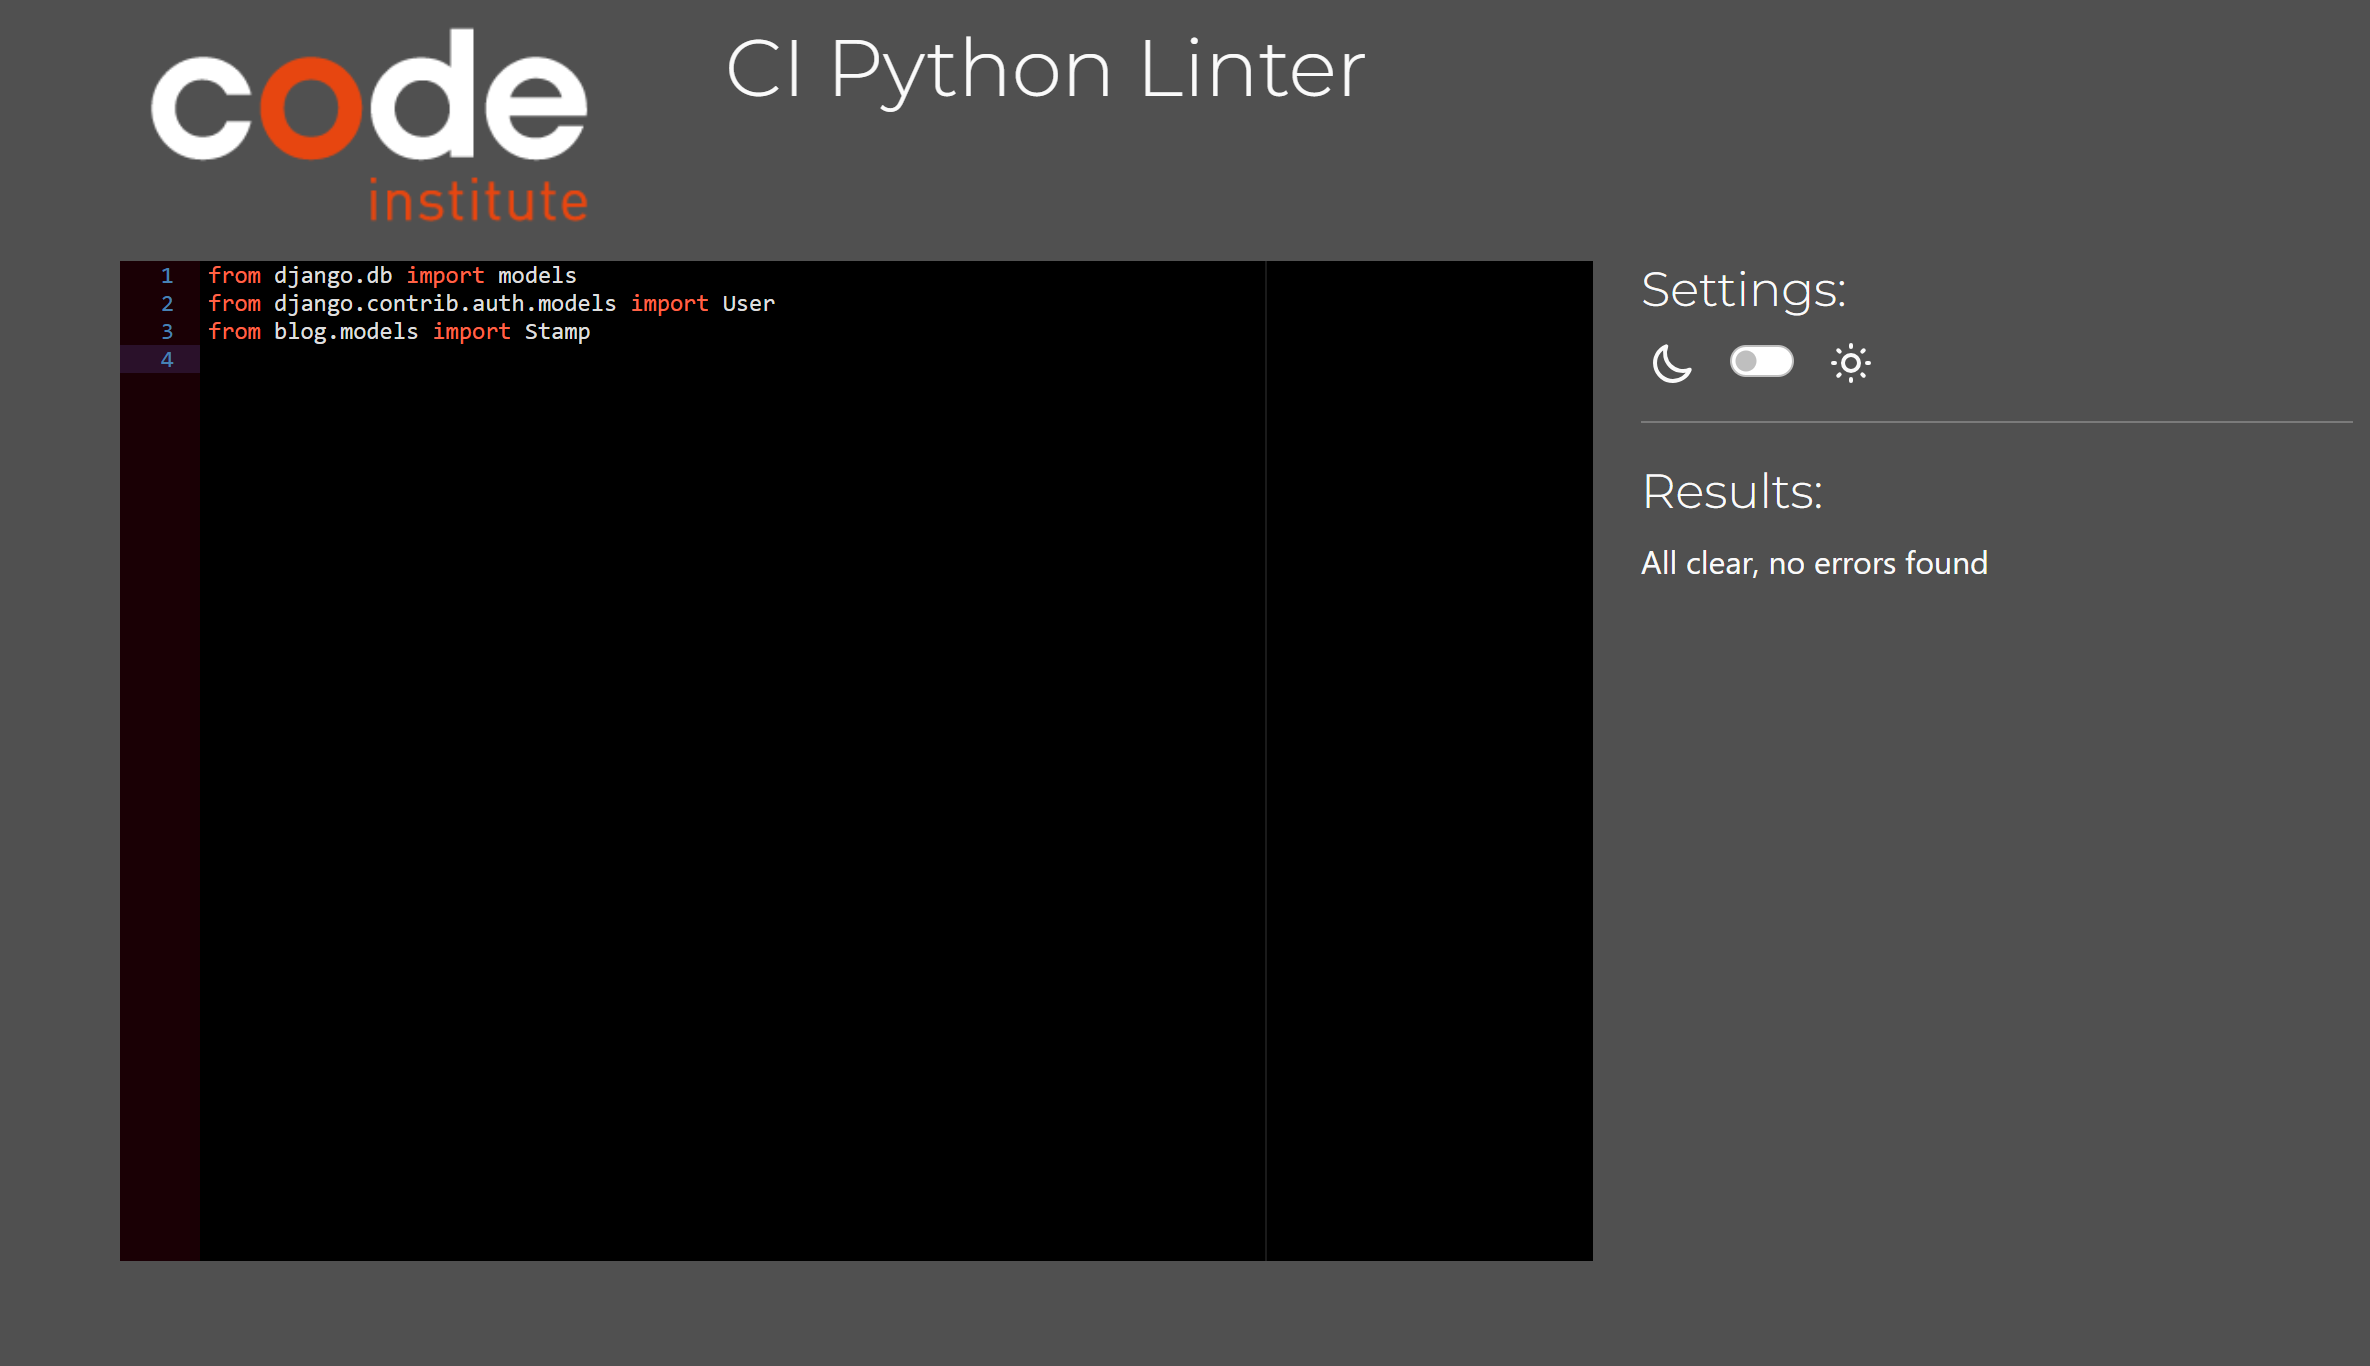 code
institute
CI Python Linter
1 from django.db import models
2 from django.contrib.auth.models import User
3 from blog.models import Stamp
4
Settings:
Results:
All clear, no errors found